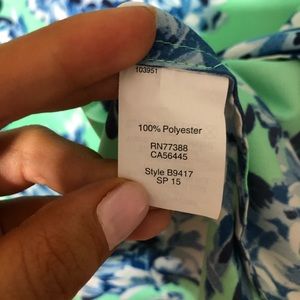 103951
100% Polyester
RN77388
CA56445
Style B9417
SP 15